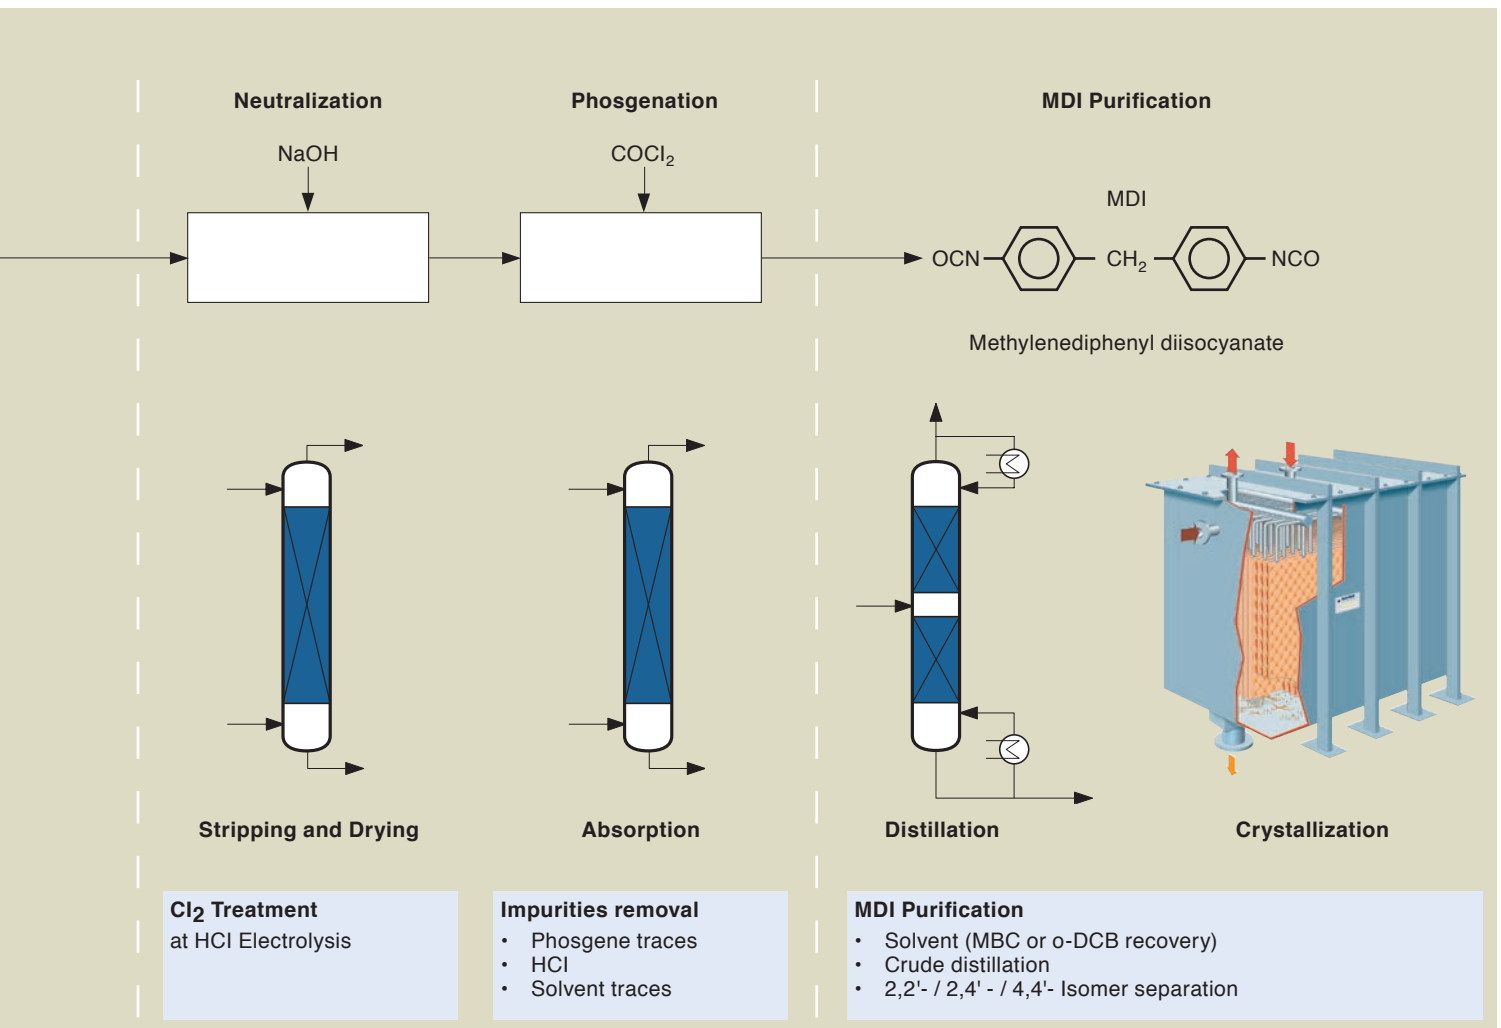 Neutralization
Phosgenation
MDI Purification
NaOH
COCl₂
MDI
OCN
CH₂
NCO
Methylenediphenyl diisocyanate
Stripping and Drying
Absorption
Distillation
Crystallization
Cl₂ Treatment
at HCl Electrolysis
Impurities removal
• Phosgene traces
• HCl
• Solvent traces
MDI Purification
• Solvent (MBC or o-DCB recovery)
• Crude distillation
• 2,2'- / 2,4' - / 4,4'- Isomer separation